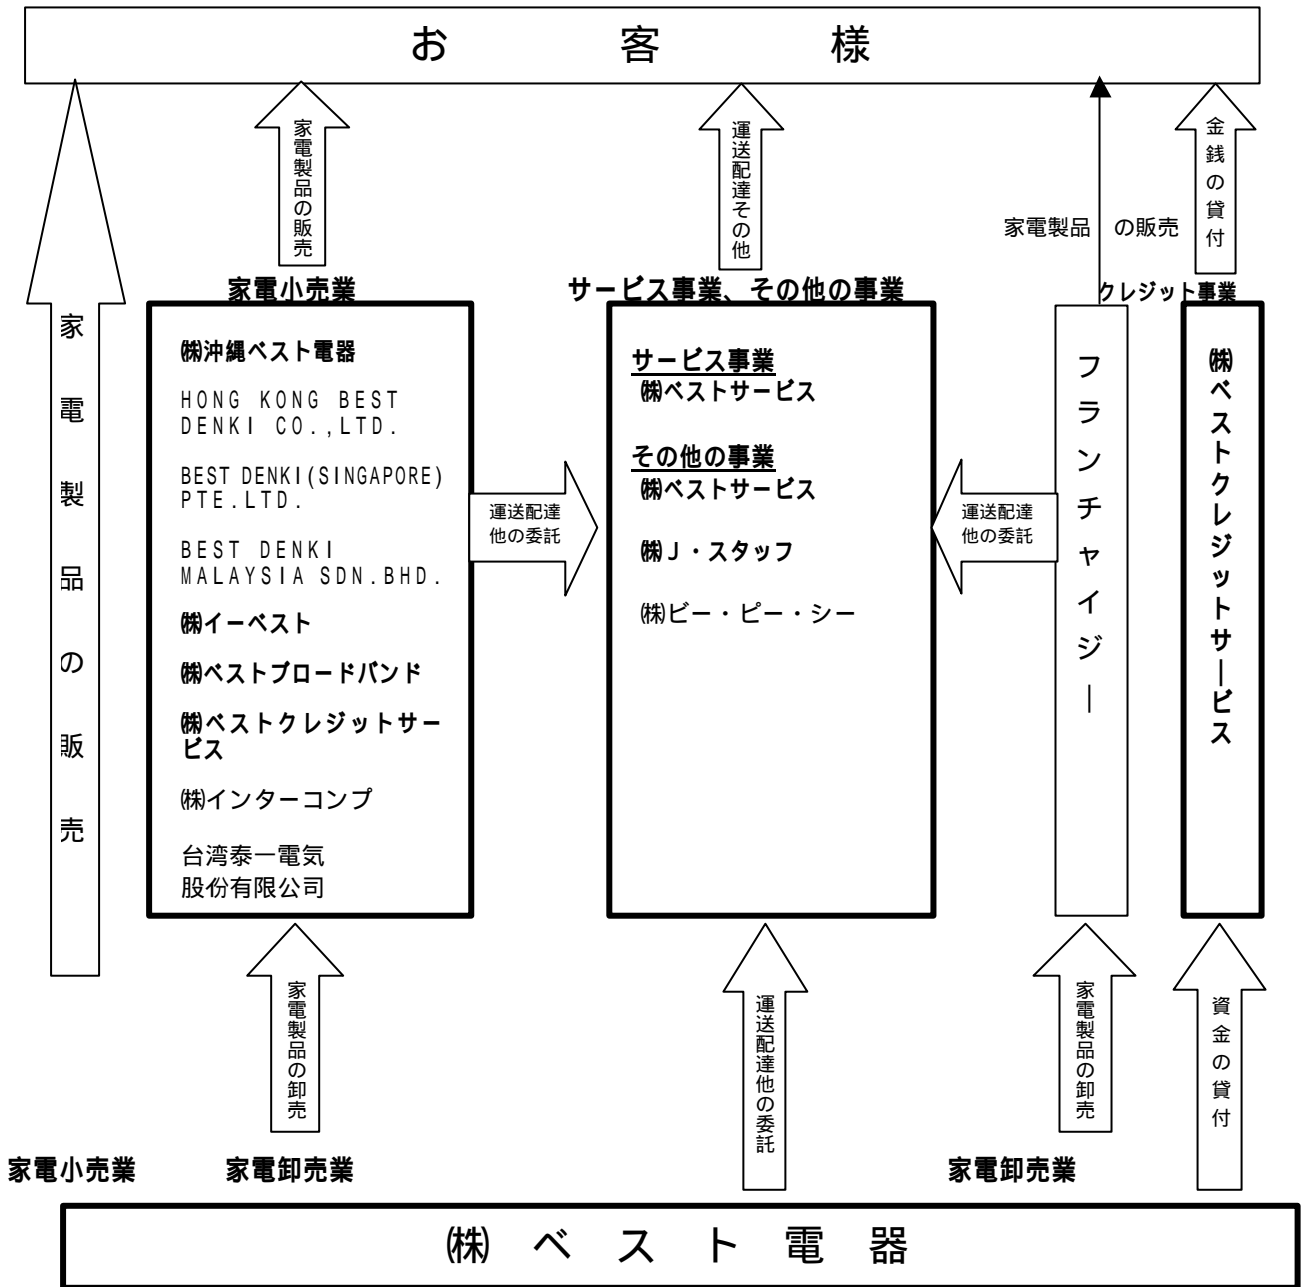 お客様
家電製品の販売
運送配達その他
金銭の貸付
家電製品の販売
家電小売業
サービス事業、その他の事業
クレジット事業
家電製品の販売
㈱沖縄ベスト電器
HONG KONG BEST
DENKI CO.,LTD.
BEST DENKI(SINGAPORE)
PTE.LTD.
BEST DENKI
MALAYSIA SDN.BHD.
㈱イーベスト
㈱ベストブロードバンド
㈱ベストクレジットサー
ビス
㈱インターコンプ
台湾泰一電気
股份有限公司
運送配達
他の委託
サービス事業
㈱ベストサービス
その他の事業
㈱ベストサービス
㈱J・スタッフ
㈱ビー・ピー・シー
運送配達
他の委託
フランチャイジー
㈱ベストクレジットサービス
家電製品の卸売
運送配達他の委託
家電製品の卸売
資金の貸付
家電小売業
家電卸売業
家電卸売業
㈱ベスト電器